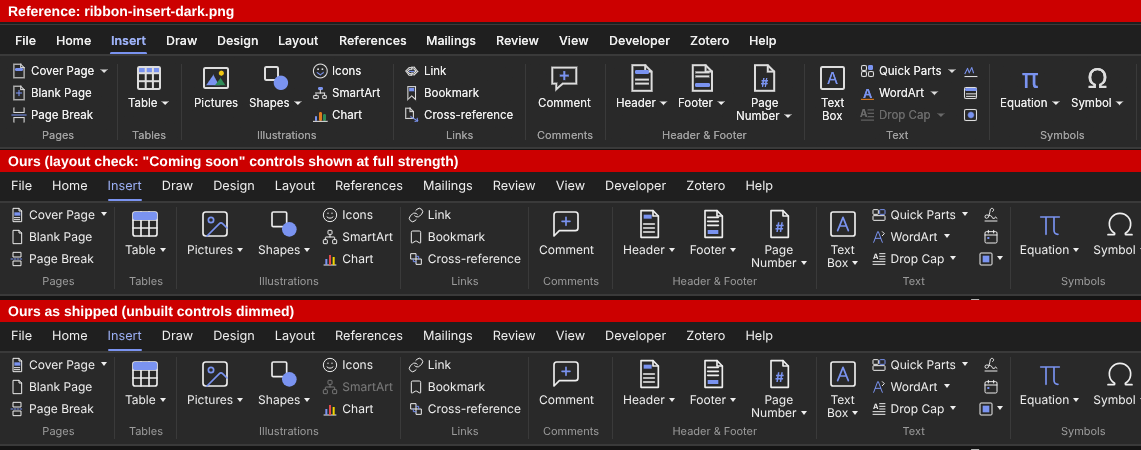 Reference: ribbon-insert-dark.png
File Home Insert Draw Design Layout References Mailings Review View Developer Zotero Help
Cover Page
Blank Page
Page Break
Pages
Table
Tables
Pictures
Shapes
Icons
SmartArt
Chart
Illustrations
Link
Bookmark
Cross-reference
Links
Comment
Comments
Header
Footer
Page
Number
Header & Footer
A
Text
Box
Quick Parts
WordArt
Drop Cap
Text
π
Equation
Ω
Symbol
Symbols
Ours (layout check: "Coming soon" controls shown at full strength)
File Home Insert Draw Design Layout References Mailings Review View Developer Zotero Help
Cover Page
Blank Page
Page Break
Pages
Table
Tables
Pictures
Shapes
Icons
SmartArt
Chart
Illustrations
Link
Bookmark
Cross-reference
Links
Comment
Comments
Header
Footer
Page
Number
Header & Footer
A
Text
Box
Quick Parts
WordArt
Drop Cap
Text
π
Equation
Ω
Symbol
Symbols
Ours as shipped (unbuilt controls dimmed)
File Home Insert Draw Design Layout References Mailings Review View Developer Zotero Help
Cover Page
Blank Page
Page Break
Pages
Table
Tables
Pictures
Shapes
Icons
SmartArt
Chart
Illustrations
Link
Bookmark
Cross-reference
Links
Comment
Comments
Header
Footer
Page
Number
Header & Footer
A
Text
Box
Quick Parts
WordArt
Drop Cap
Text
π
Equation
Ω
Symbol
Symbols